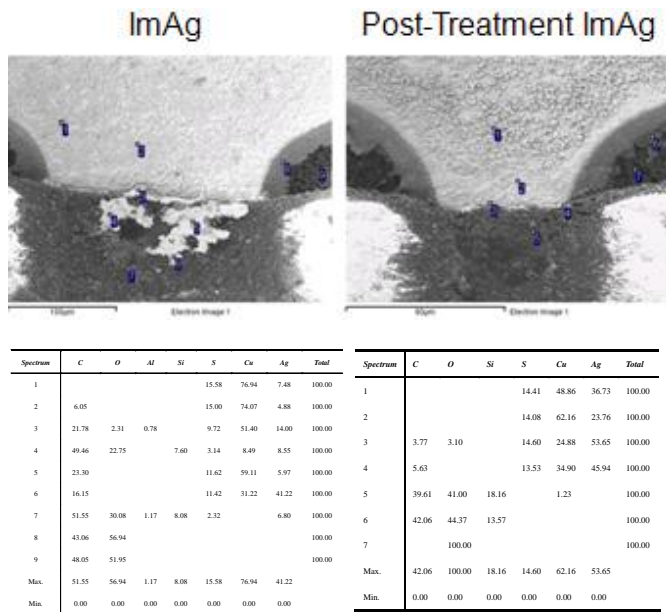 ImAg
Post-Treatment ImAg
100µm Electron Image 1
Electron Image 1
Spectrum C O Al Si S Cu Ag Total
1 15.58 76.94 7.48 100.00
2 6.05 15.00 74.07 4.88 100.00
3 21.78 2.31 0.78 9.72 51.40 14.00 100.00
4 49.46 22.75 7.60 3.14 8.49 8.55 100.00
5 23.30 11.62 59.11 5.97 100.00
6 16.15 11.42 31.22 41.22 100.00
7 51.55 30.08 1.17 8.08 2.32 6.80 100.00
8 43.06 56.94 100.00
9 48.05 51.95 100.00
Max. 51.55 56.94 1.17 8.08 15.58 76.94 41.22
Min. 0.00 0.00 0.00 0.00 0.00 0.00 0.00
Spectrum C O Si S Cu Ag Total
1 14.41 48.86 36.73 100.00
2 14.08 62.16 23.76 100.00
3 3.77 3.10 14.60 24.88 53.65 100.00
4 5.63 13.53 34.90 45.94 100.00
5 39.61 41.00 18.16 1.23 100.00
6 42.06 44.37 13.57 100.00
7 100.00 100.00
Max. 42.06 100.00 18.16 14.60 62.16 53.65
Min. 0.00 0.00 0.00 0.00 0.00 0.00